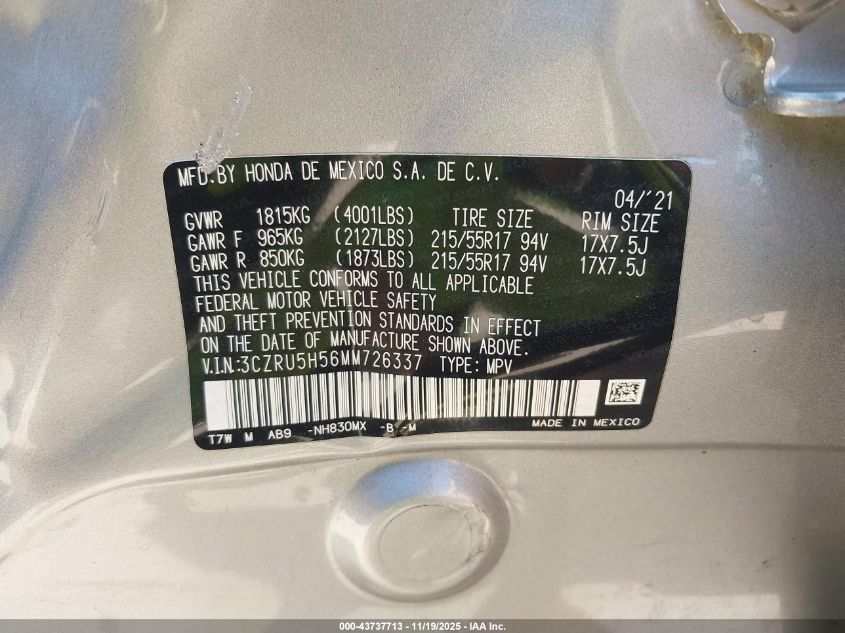 MFD.BY HONDA DE MEXICO S.A. DE C.V.
04/'21
GVWR 1815KG (4001LBS) TIRE SIZE RIM SIZE
GAWR F 965KG (2127LBS) 215/55R17 94V 17X7.5J
GAWR R 850KG (1873LBS) 215/55R17 94V 17X7.5J
THIS VEHICLE CONFORMS TO ALL APPLICABLE
FEDERAL MOTOR VEHICLE SAFETY
AND THEFT PREVENTION STANDARDS IN EFFECT
ON THE DATE OF MANUFACTURE SHOWN ABOVE.
V.I.N:3CZRU5H56MM726337 TYPE: MPV
T7W M AB9 -NH830MX -B -M MADE IN MEXICO
000-43737713 - 11/19/2025 - IAA Inc.